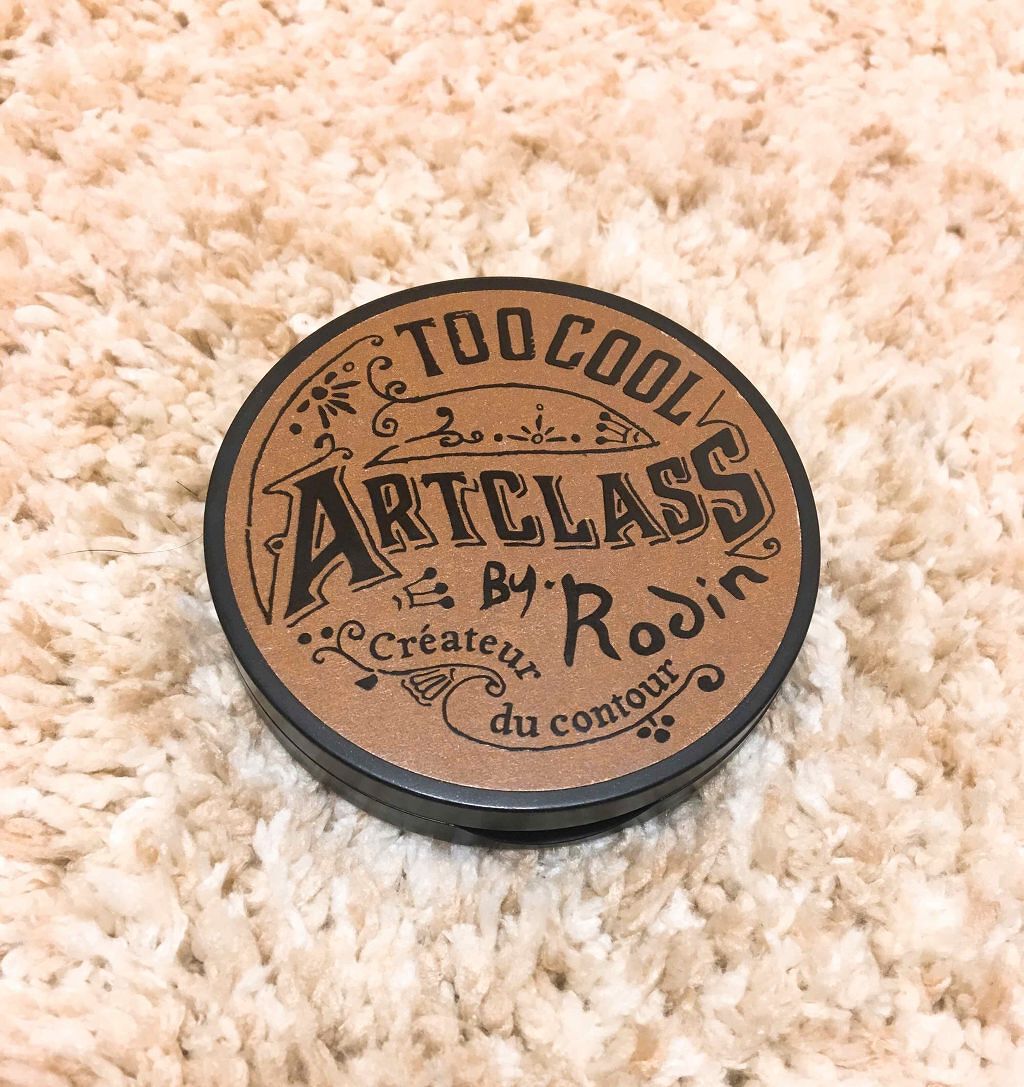 TOO COOL
ARTCLASS
By. Rodin
Créateur
du contour